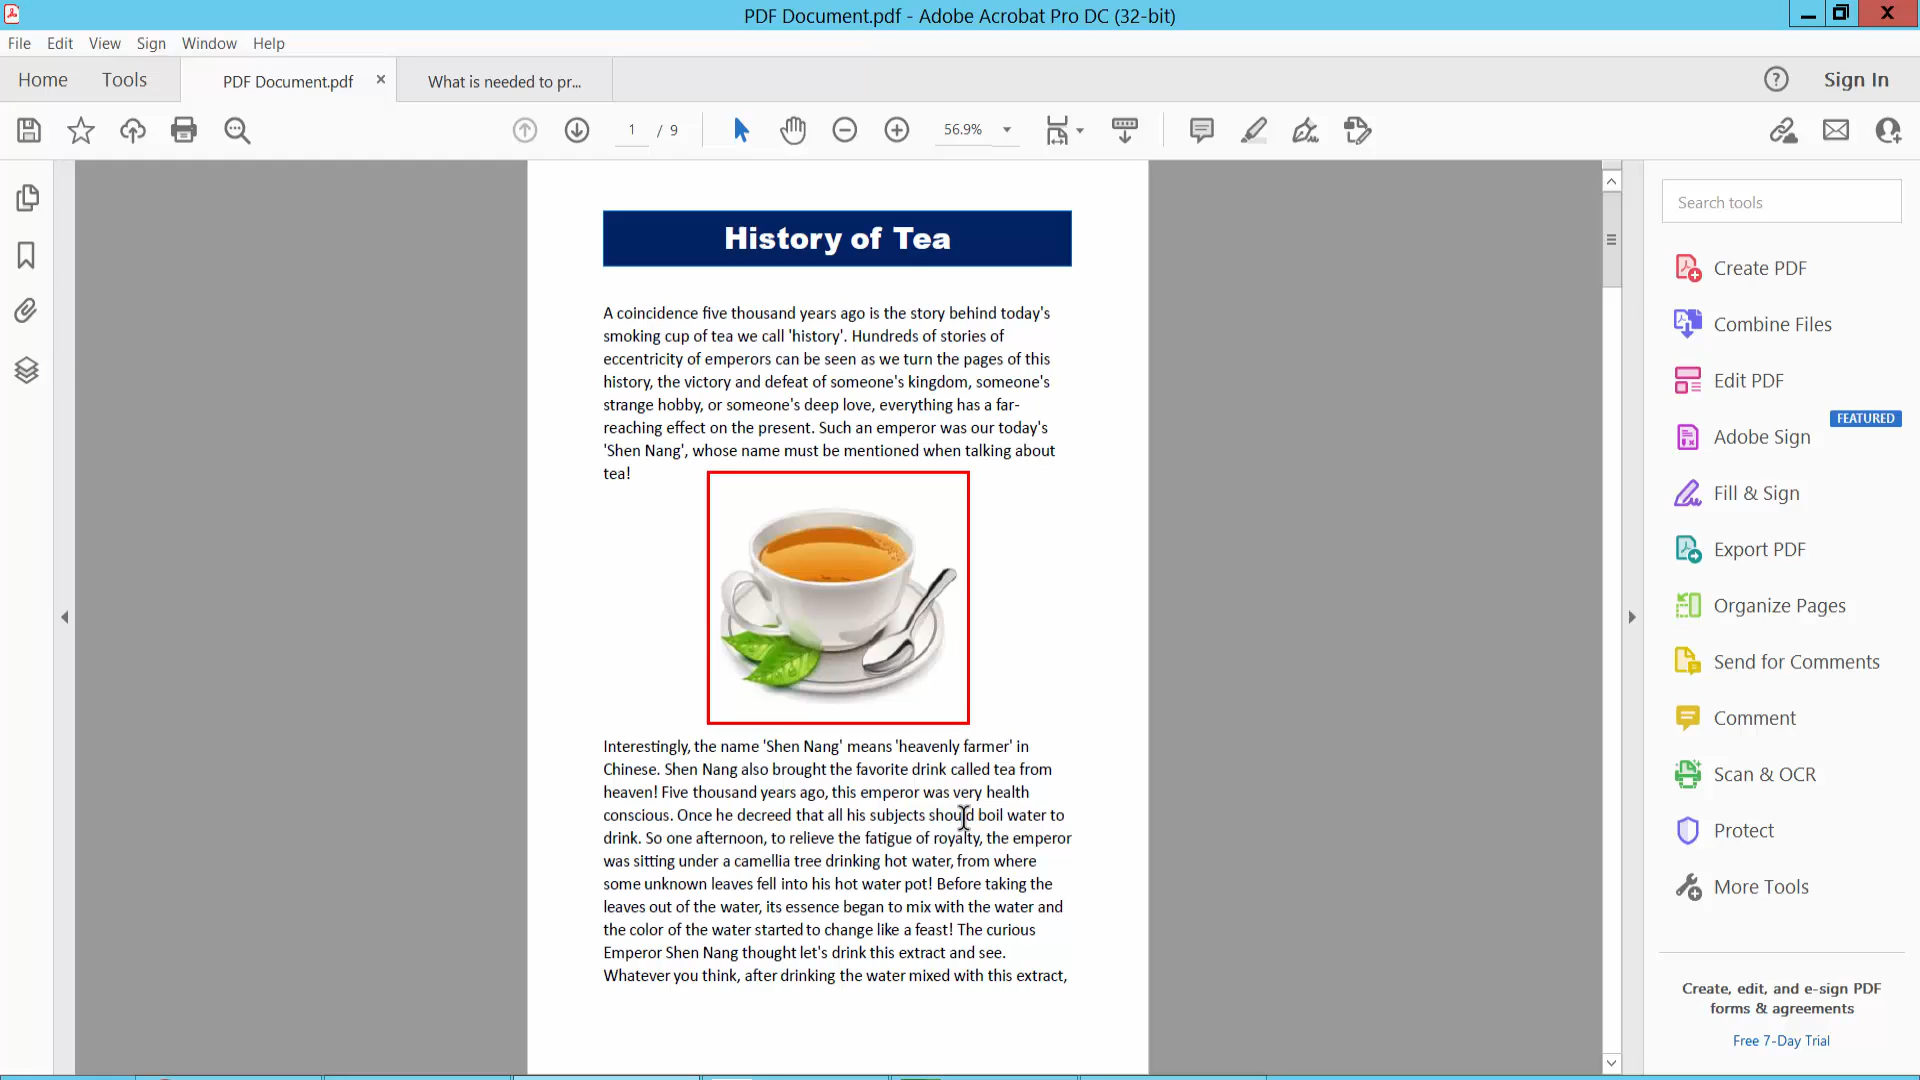 PDF Document.pdf - Adobe Acrobat Pro DC (32-bit)
File Edit View Sign Window Help
Home Tools PDF Document.pdf × What is needed to pr... ? Sign In
1 / 9 56.9%
Search tools
Create PDF
Combine Files
Edit PDF
FEATURED
Adobe Sign
Fill & Sign
Export PDF
Organize Pages
Send for Comments
Comment
Scan & OCR
Protect
More Tools
Create, edit, and e-sign PDF
forms & agreements
Free 7-Day Trial
History of Tea
A coincidence five thousand years ago is the story behind today's
smoking cup of tea we call 'history'. Hundreds of stories of
eccentricity of emperors can be seen as we turn the pages of this
history, the victory and defeat of someone's kingdom, someone's
strange hobby, or someone's deep love, everything has a far-
reaching effect on the present. Such an emperor was our today's
'Shen Nang', whose name must be mentioned when talking about
tea!
Interestingly, the name 'Shen Nang' means 'heavenly farmer' in
Chinese. Shen Nang also brought the favorite drink called tea from
heaven! Five thousand years ago, this emperor was very health
conscious. Once he decreed that all his subjects should boil water to
drink. So one afternoon, to relieve the fatigue of royalty, the emperor
was sitting under a camellia tree drinking hot water, from where
some unknown leaves fell into his hot water pot! Before taking the
leaves out of the water, its essence began to mix with the water and
the color of the water started to change like a feast! The curious
Emperor Shen Nang thought let's drink this extract and see.
Whatever you think, after drinking the water mixed with this extract,